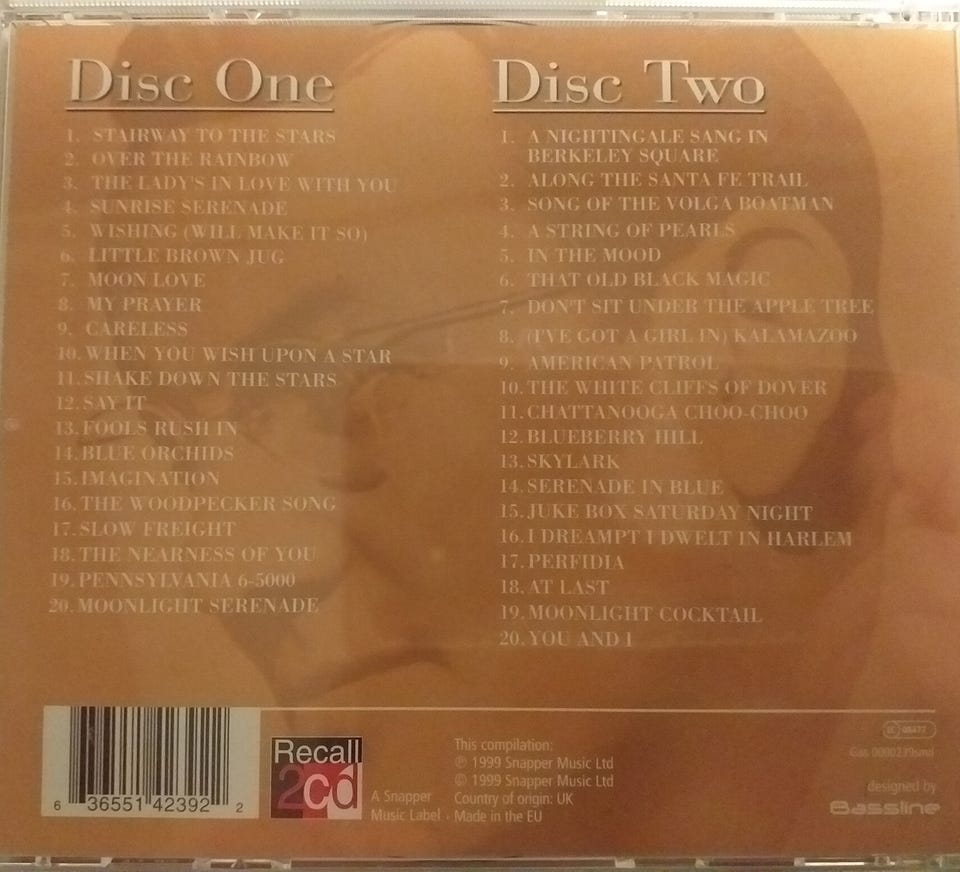 Disc One
1. STAIRWAY TO THE STARS
2. OVER THE RAINBOW
3. THE LADY'S IN LOVE WITH YOU
4. SUNRISE SERENADE
5. WISHING (WILL MAKE IT SO)
6. LITTLE BROWN JUG
7. MOON LOVE
8. MY PRAYER
9. CARELESS
10. WHEN YOU WISH UPON A STAR
11. SHAKE DOWN THE STARS
12. SAY IT
13. FOOLS RUSH IN
14. BLUE ORCHIDS
15. IMAGINATION
16. THE WOODPECKER SONG
17. SLOW FREIGHT
18. THE NEARNESS OF YOU
19. PENNSYLVANIA 6-5000
20. MOONLIGHT SERENADE
Disc Two
1. A NIGHTINGALE SANG IN
BERKELEY SQUARE
2. ALONG THE SANTA FE TRAIL
3. SONG OF THE VOLGA BOATMAN
4. A STRING OF PEARLS
5. IN THE MOOD
6. THAT OLD BLACK MAGIC
7. DON'T SIT UNDER THE APPLE TREE
8. (I'VE GOT A GIRL IN) KALAMAZOO
9. AMERICAN PATROL
10. THE WHITE CLIFFS OF DOVER
11. CHATTANOOGA CHOO-CHOO
12. BLUEBERRY HILL
13. SKYLARK
14. SERENADE IN BLUE
15. JUKE BOX SATURDAY NIGHT
16. I DREAMPT I DWELT IN HARLEM
17. PERFIDIA
18. AT LAST
19. MOONLIGHT COCKTAIL
20. YOU AND I
6 36551 42392 2
Recall
2cd
A Snapper
Music Label
This compilation:
℗ 1999 Snapper Music Ltd
© 1999 Snapper Music Ltd
Country of origin: UK
Made in the EU
designed by
Bassline